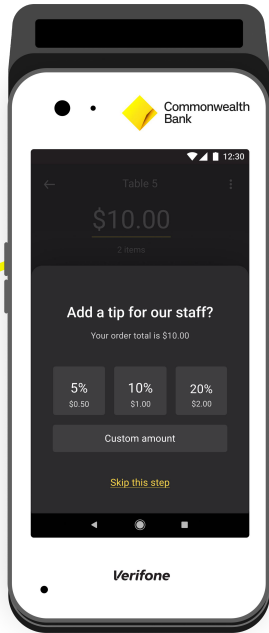 Commonwealth
Bank
12:30
Table 5
$10.00
2 items
Add a tip for our staff?
Your order total is $10.00
5% 10% 20%
$0.50 $1.00 $2.00
Custom amount
Skip this step
Verifone